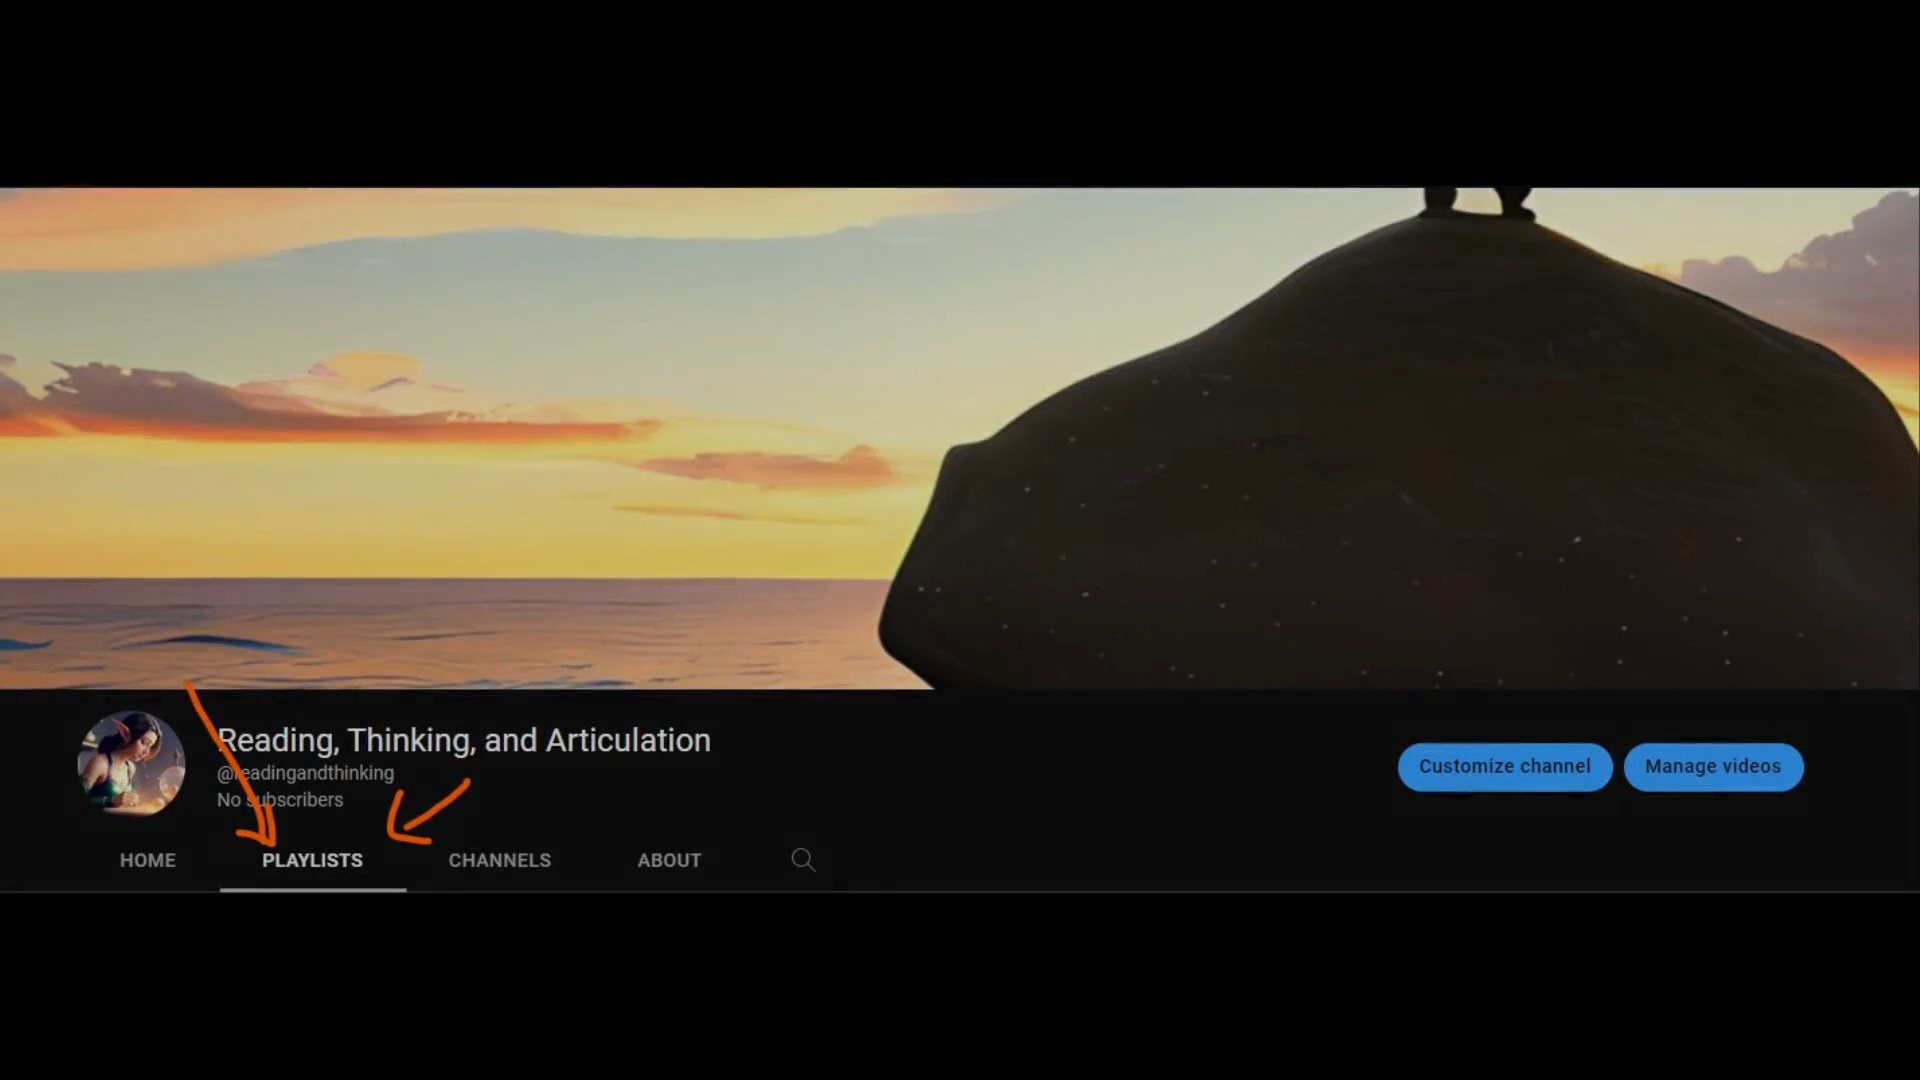 Reading, Thinking, and Articulation
@readingandthinking
No subscribers
Customize channel
Manage videos
HOME
PLAYLISTS
CHANNELS
ABOUT